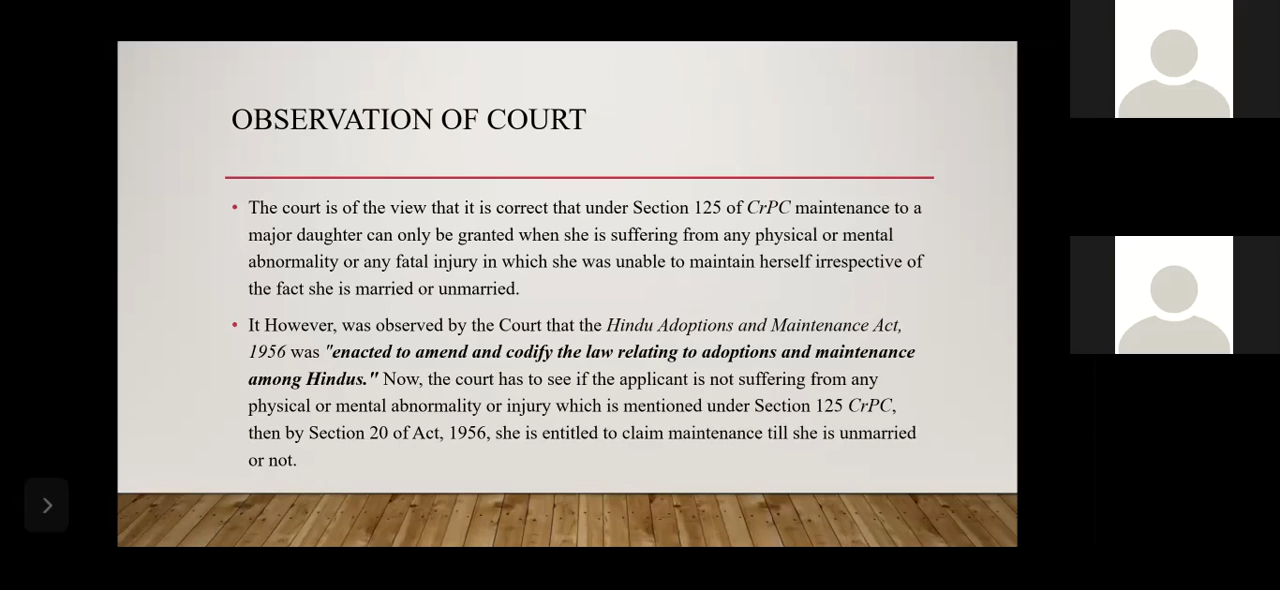 OBSERVATION OF COURT
• The court is of the view that it is correct that under Section 125 of CrPC maintenance to a
major daughter can only be granted when she is suffering from any physical or mental
abnormality or any fatal injury in which she was unable to maintain herself irrespective of
the fact she is married or unmarried.
• It However, was observed by the Court that the Hindu Adoptions and Maintenance Act,
1956 was "enacted to amend and codify the law relating to adoptions and maintenance
among Hindus." Now, the court has to see if the applicant is not suffering from any
physical or mental abnormality or injury which is mentioned under Section 125 CrPC,
then by Section 20 of Act, 1956, she is entitled to claim maintenance till she is unmarried
or not.